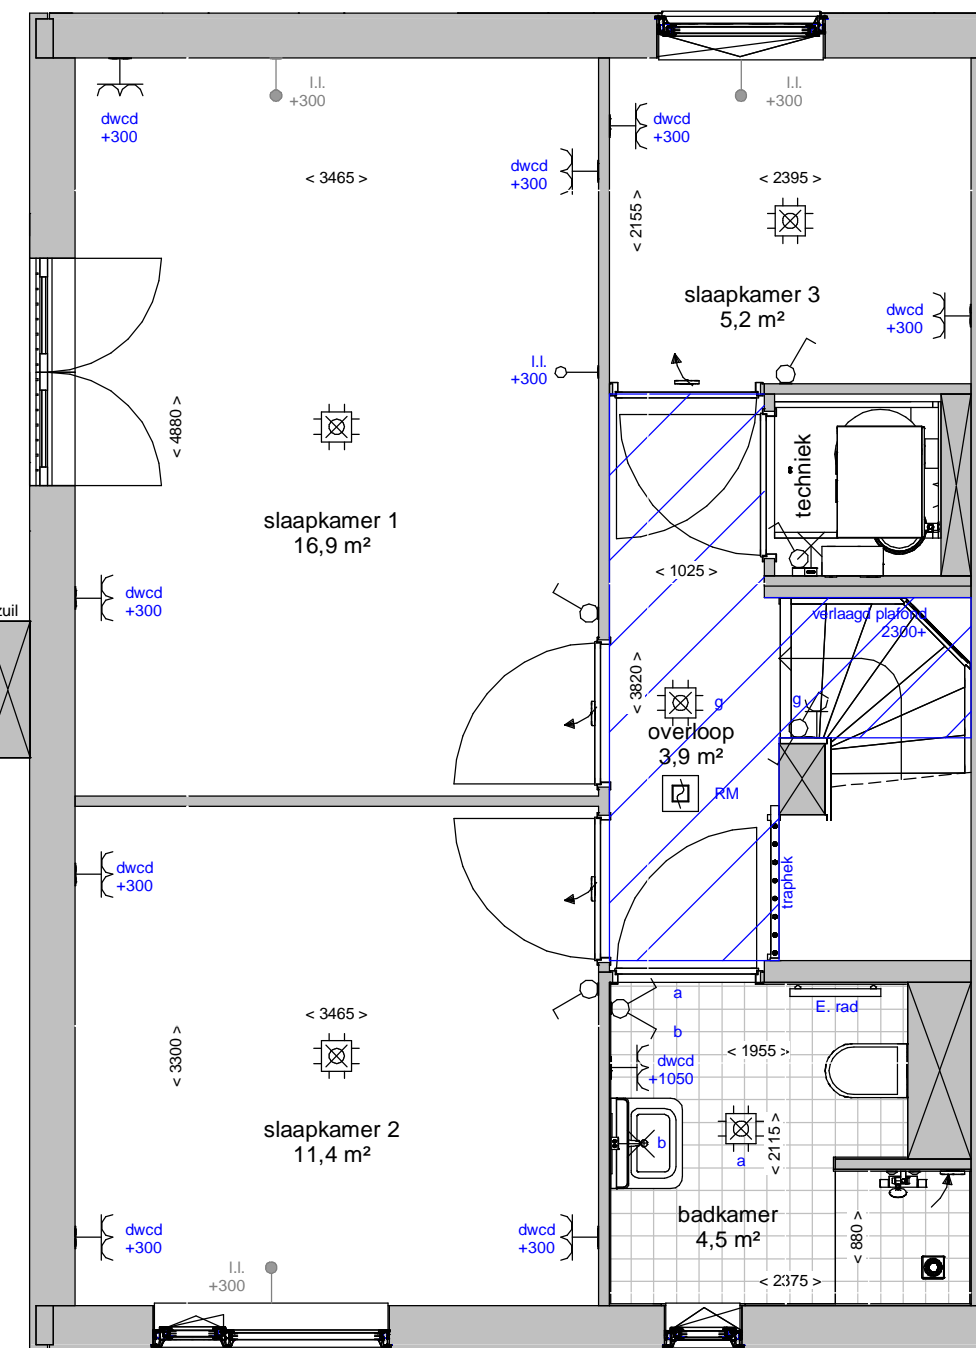 l.l.
+300
l.l.
+300
dwcd
+300
dwcd
+300
dwcd
+300
< 3465 >
< 2395 >
< 2155 >
slaapkamer 3
5,2 m²
dwcd
+300
l.l.
+300
< 4880 >
techniek
slaapkamer 1
16,9 m²
< 1025 >
dwcd
+300
zuil
verlaagd plafond
2300+
< 3820 >
g
g
overloop
3,9 m²
RM
dwcd
+300
traphek
a
E. rad
b
< 3465 >
< 3300 >
< 1955 >
dwcd
+1050
slaapkamer 2
11,4 m²
b
< 2115 >
a
badkamer
4,5 m²
< 880 >
dwcd
+300
dwcd
+300
l.l.
+300
< 2375 >